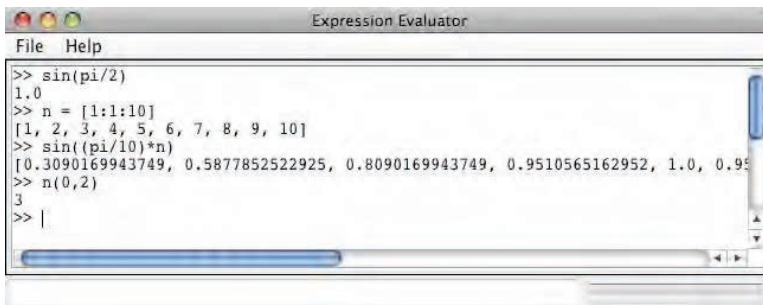 Expression Evaluator
File Help
>> sin(pi/2)
1.0
>> n = [1:1:10]
[1, 2, 3, 4, 5, 6, 7, 8, 9, 10]
>> sin((pi/10)*n)
[0.3090169943749, 0.5877852522925, 0.8090169943749, 0.9510565162952, 1.0, 0.95
>> n(0,2)
3
>>